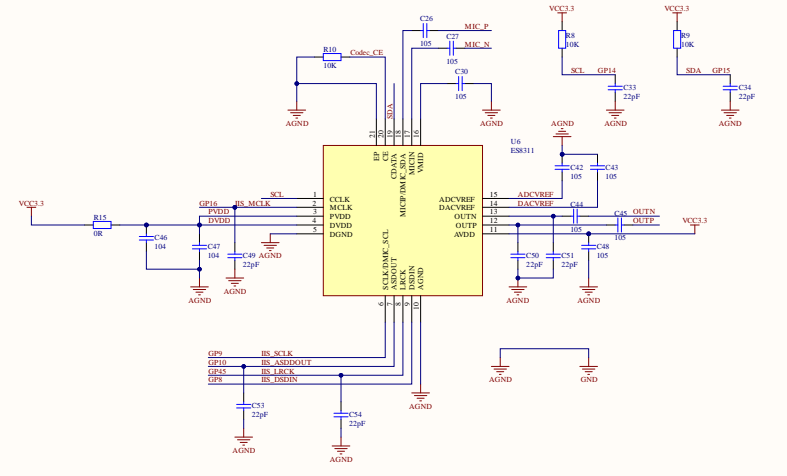 C26
MIC_P
105
C27
MIC_N
105
R10
Codec_CE
10K
C30
105
AGND
AGND
SDA
VCC3.3
R8
10K
SCL GP14
C33
22pF
AGND
VCC3.3
R9
10K
SDA GP15
C34
22pF
AGND
21
20
19
18
17
16
EP
CE
CDATA
MICIP/DMIC_SDA
MICIN
VMID
U6
ES8311
AGND
C42
105
C43
105
SCL
1
CCLK
GP16 IIS_MCLK
2
MCLK
PVDD
3
PVDD
DVDD
4
DVDD
5
DGND
VCC3.3
R15
0R
C46
104
C47
104
C49
22pF
AGND
AGND
AGND
ADCVREF
15
ADCVREF
DACVREF
14
DACVREF
OUTN
13
C44
105
OUTP
12
C45
105
OUTN
OUTP
AVDD
11
VCC3.3
C50
22pF
C51
22pF
C48
105
AGND
AGND
SCLK/DMIC_SCL
ASDOUT
LRCK
DSDIN
AGND
6
7
8
9
10
GP9 IIS_SCLK
GP10 IIS_ASDDOUT
GP45 IIS_LRCK
GP8 IIS_DSDIN
C53
22pF
AGND
C54
22pF
AGND
AGND
AGND
GND